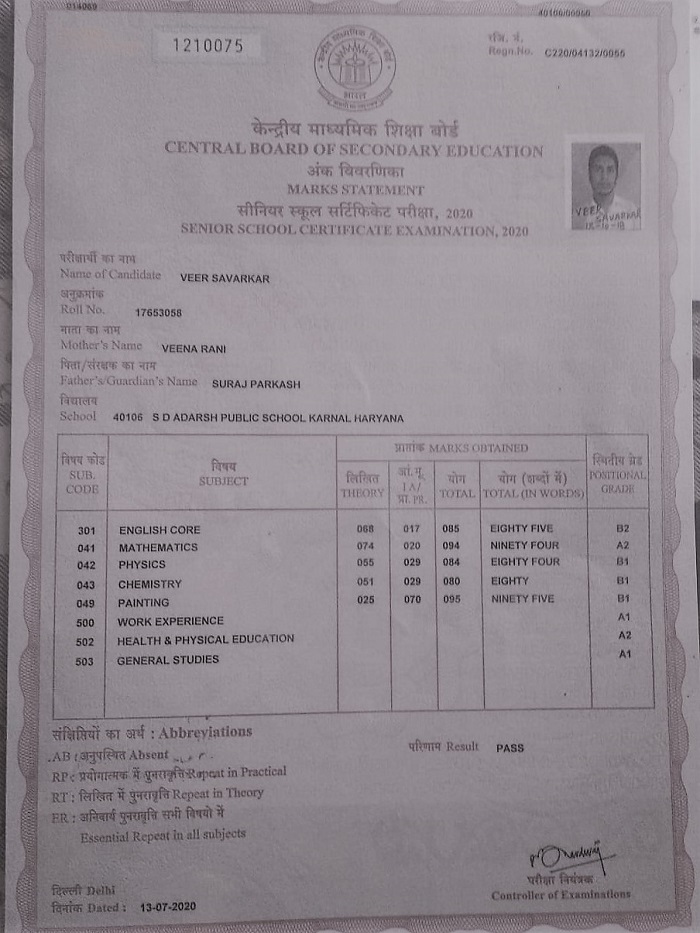 014089
40106/00060
1210075
रजि. नं.
Regn.No. C220/04132/0055
भारत
केन्द्रीय माध्यमिक शिक्षा बोर्ड
CENTRAL BOARD OF SECONDARY EDUCATION
अंक विवरणिका
MARKS STATEMENT
सीनियर स्कूल सर्टिफिकेट परीक्षा, 2020
SENIOR SCHOOL CERTIFICATE EXAMINATION, 2020
VEER SAVARKAR
परीक्षार्थी का नाम
Name of Candidate VEER SAVARKAR
अनुक्रमांक
Roll No. 17653058
माता का नाम
Mother's Name VEENA RANI
पिता/संरक्षक का नाम
Father's/Guardian's Name SURAJ PARKASH
विद्यालय
School 40106 S D ADARSH PUBLIC SCHOOL KARNAL HARYANA
प्राप्तांक MARKS OBTAINED
विषय कोड SUB. CODE
विषय SUBJECT
लिखित THEORY
आं.मू. IA/ प्रा. PR.
योग TOTAL
योग (शब्दों में) TOTAL (IN WORDS)
स्थितीय ग्रेड POSITIONAL GRADE
301 ENGLISH CORE 068 017 085 EIGHTY FIVE B2
041 MATHEMATICS 074 020 094 NINETY FOUR A2
042 PHYSICS 055 029 084 EIGHTY FOUR B1
043 CHEMISTRY 051 029 080 EIGHTY B1
049 PAINTING 025 070 095 NINETY FIVE B1
500 WORK EXPERIENCE A1
502 HEALTH & PHYSICAL EDUCATION A2
503 GENERAL STUDIES A1
संक्षिप्तियों का अर्थ : Abbreviations
AB : अनुपस्थित Absent
परिणाम Result PASS
RP : प्रयोगात्मक में पुनरावृत्ति Repeat in Practical
RT : लिखित में पुनरावृत्ति Repeat in Theory
ER : अनिवार्य पुनरावृत्ति सभी विषयो में
Essential Repeat in all subjects
दिल्ली Delhi
दिनांक Dated : 13-07-2020
परीक्षा नियंत्रक
Controller of Examinations